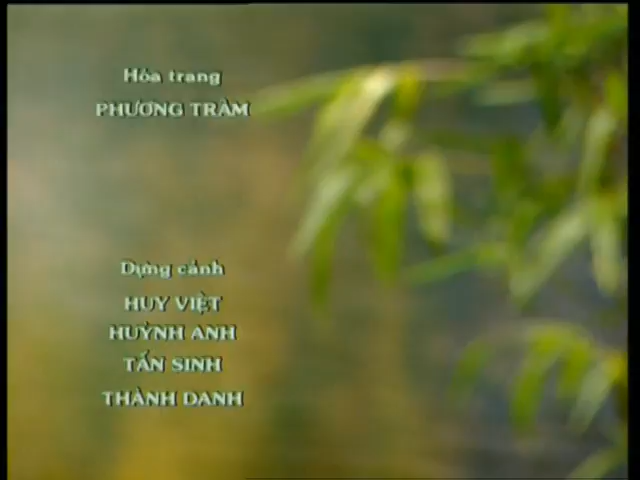 Hóa trang
PHƯƠNG TRÂM
Dựng cảnh
HUY VIỆT
HUỲNH ANH
TẤN SINH
THÀNH DANH